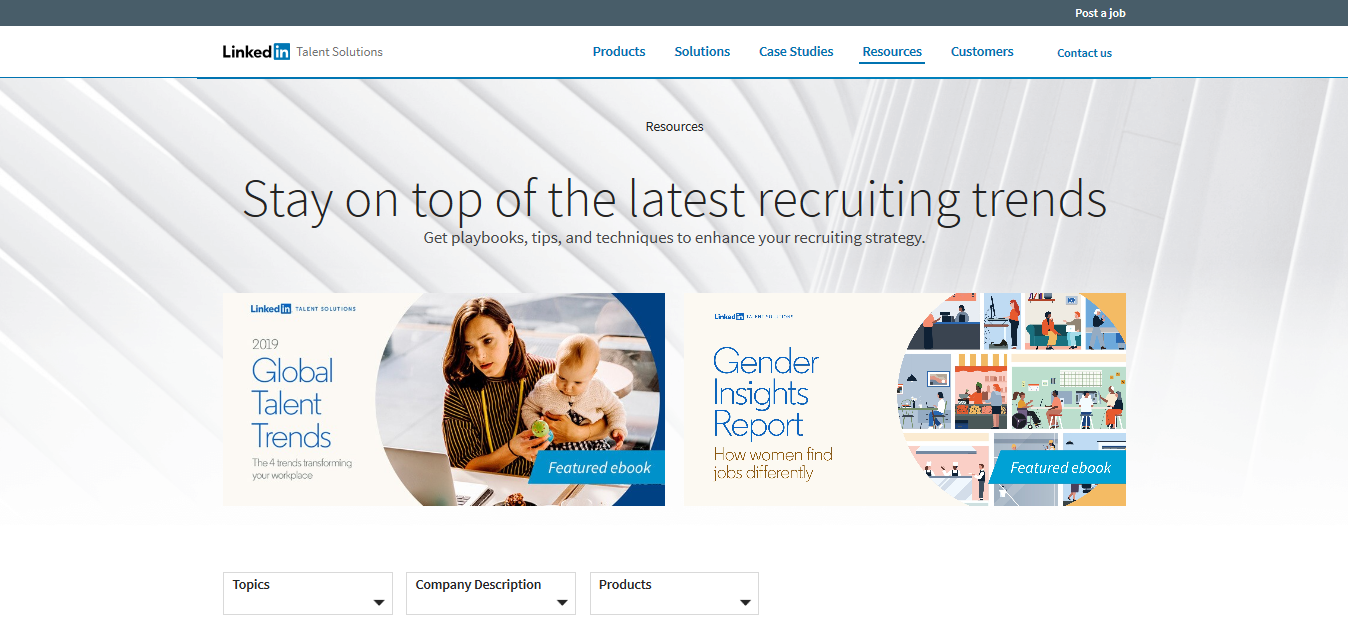 Post a job
LinkedIn Talent Solutions
Products Solutions Case Studies Resources Customers Contact us
Resources
Stay on top of the latest recruiting trends
Get playbooks, tips, and techniques to enhance your recruiting strategy.
LinkedIn TALENT SOLUTIONS
2019
Global
Talent
Trends
The 4 trends transforming
your workplace
Featured ebook
LinkedIn TALENT SOLUTIONS
Gender
Insights
Report
How women find
jobs differently
Featured ebook
Topics
Company Description
Products